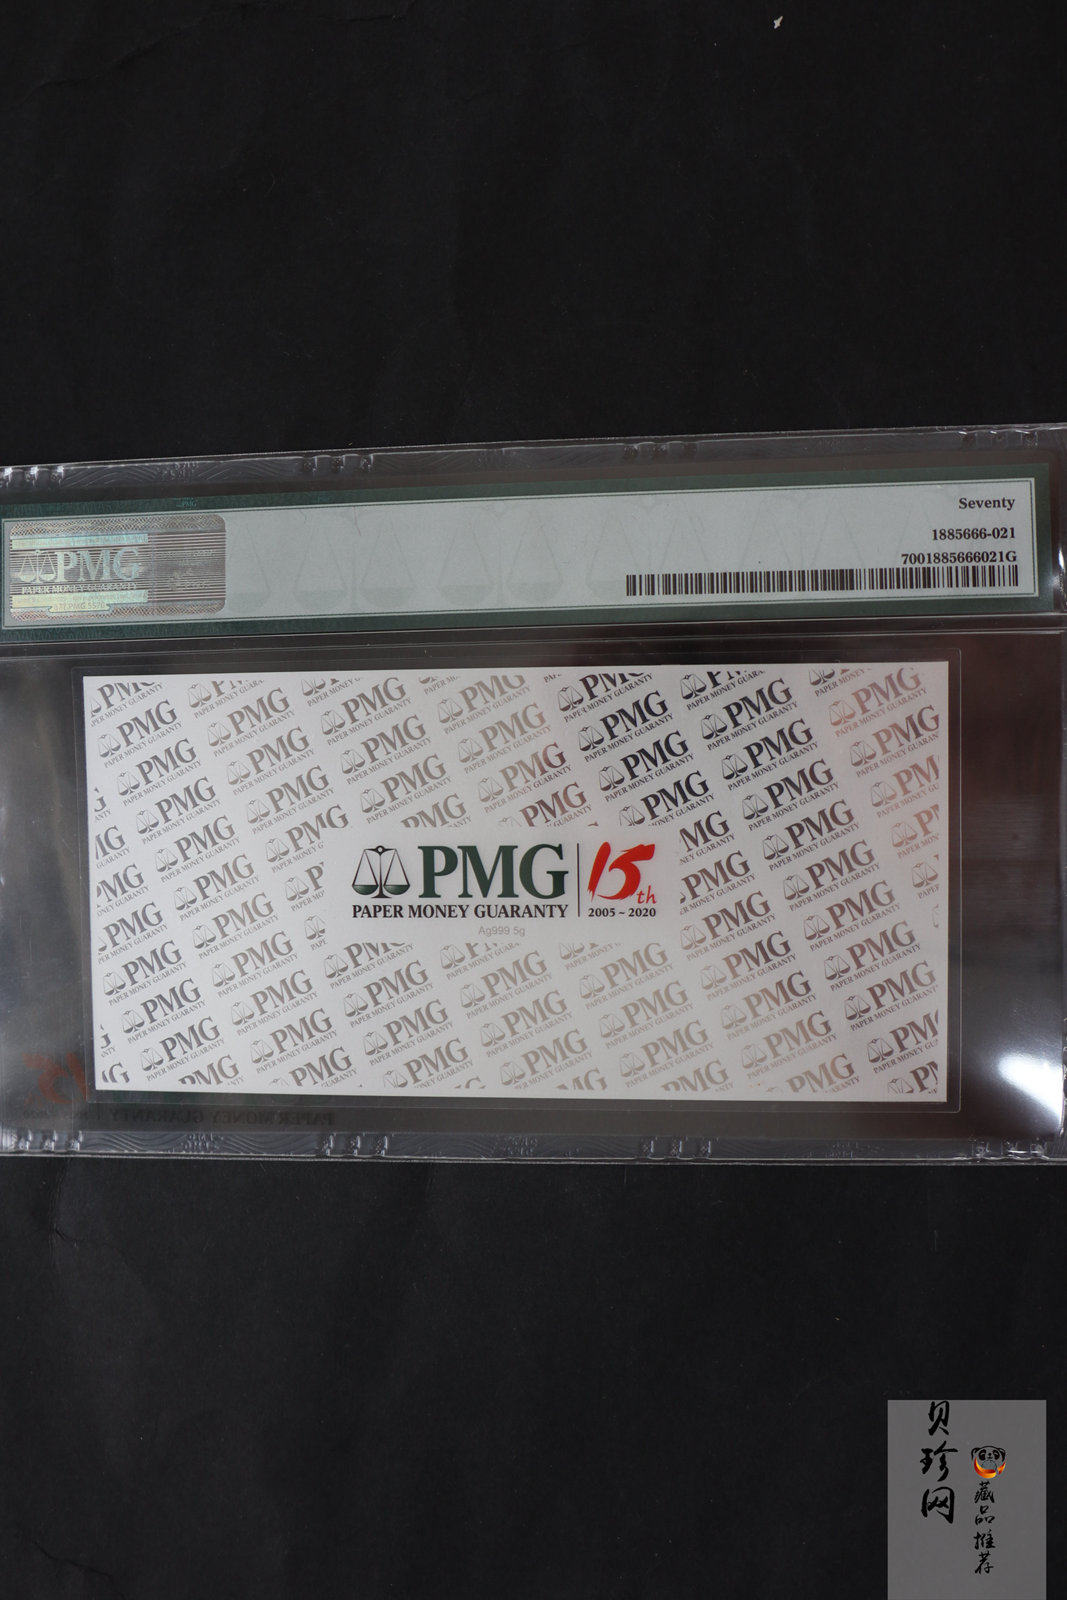 Seventy
1885666-021
7001885666021G
PMG
PAPER MONEY GUARANTY
PMG
PAPER MONEY GUARANTY
15th
2005 ~ 2020
Ag999 5g
贝珍网
藏品推荐